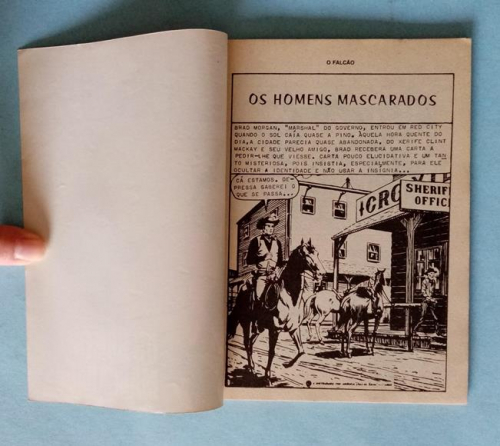 O FALCÃO
OS HOMENS MASCARADOS
BRAD MORGAN, "MARSHAL" DO GOVERNO, ENTROU EM RED CITY
QUANDO O SOL CAÍA QUASE A PINO, ÀQUELA HORA QUENTE DO
DIA, A CIDADE PARECIA QUASE ABANDONADA, DO XERIFE CLINT
MACKAY E SEU VELHO AMIGO, BRAD RECEBERA UMA CARTA A
PEDIR-LHE QUE VIESSE. CARTA POUCO ELUCIDATIVA E UM TAN
TO MISTERIOSA, POIS INSISTIA, ESPECIALMENTE, PARA ELE
OCULTAR A IDENTIDADE E NÃO USAR A INSÍGNIA...
CÁ ESTAMOS. DE-
PRESSA SABEREI O
QUE SE PASSA...
SHERIF
OFFIC